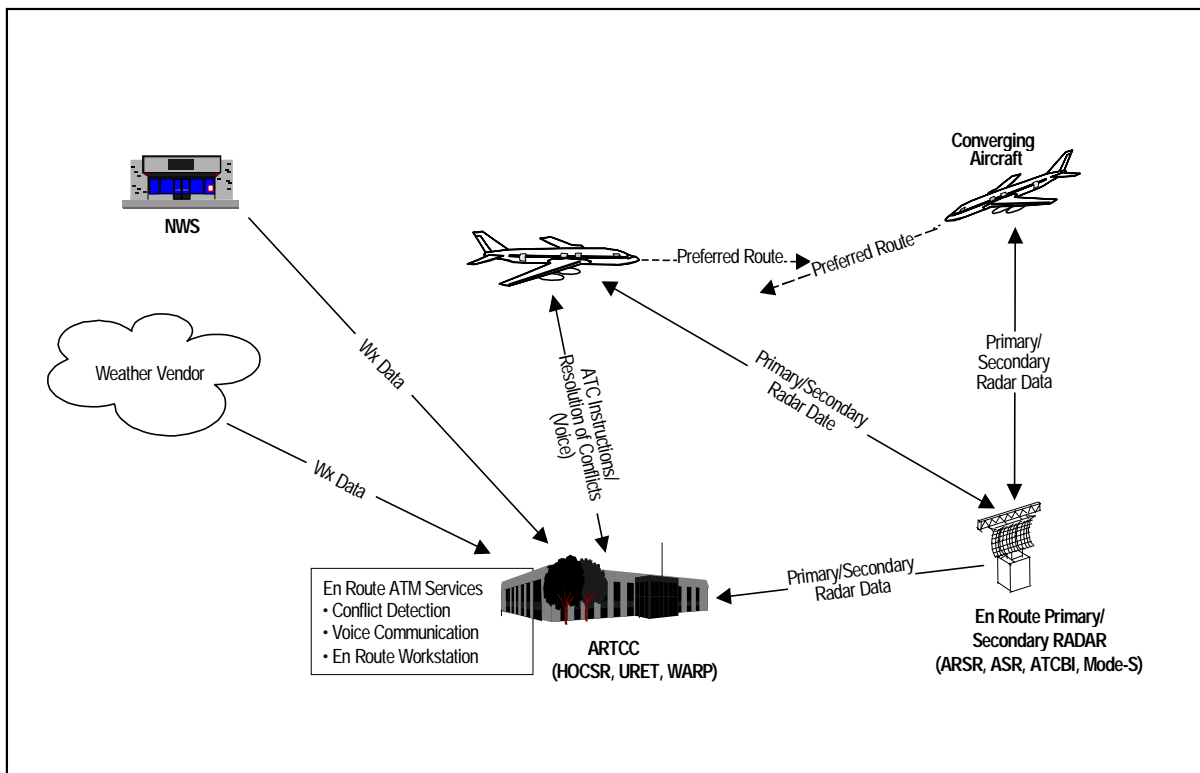 Converging
Aircraft
NWS
Preferred Route
Preferred Route
Weather Vendor
Wx Data
Wx Data
ATC Instructions/
Resolution of Conflicts
(Voice)
Primary/Secondary
Radar Date
Primary/
Secondary
Radar Data
Primary/Secondary
Radar Data
En Route ATM Services
• Conflict Detection
• Voice Communication
• En Route Workstation
ARTCC
(HOCSR, URET, WARP)
En Route Primary/
Secondary RADAR
(ARSR, ASR, ATCBI, Mode-S)